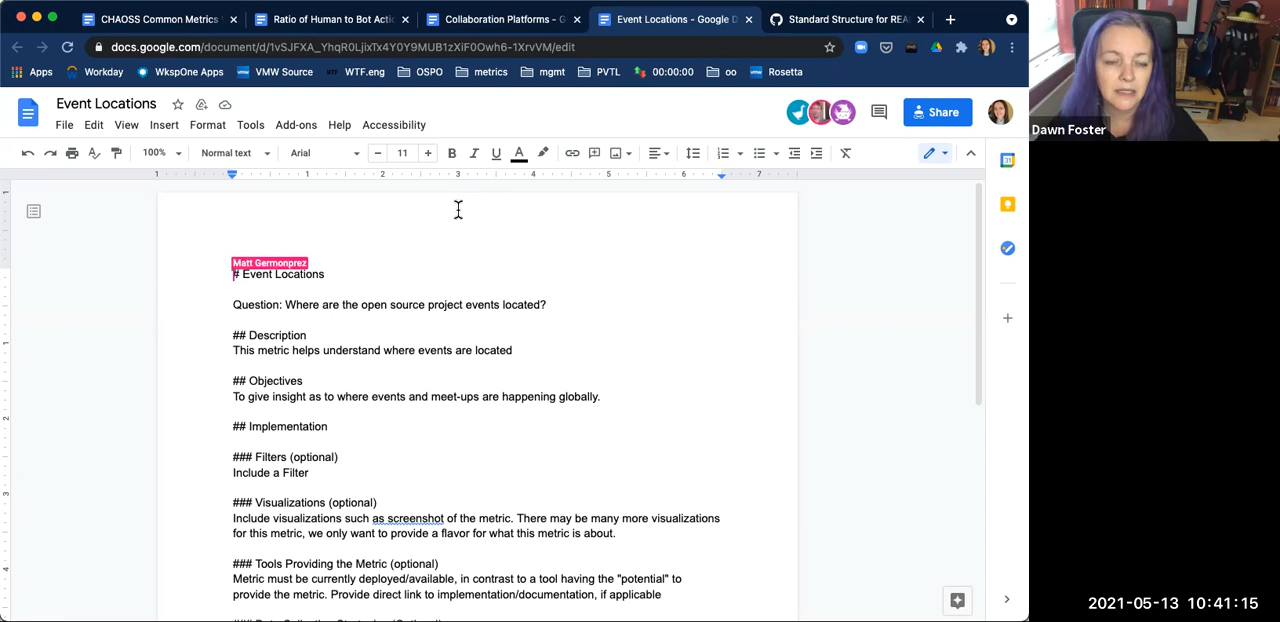 CHAOSS Common Metrics
Ratio of Human to Bot Acti
Collaboration Platforms - G
Event Locations - Google D
Standard Structure for REA
docs.google.com/document/d/1vSJFXA_YhqR0LjixTx4Y0Y9MUB1zXiF0Owh6-1XrvVM/edit
Apps
Workday
WkspOne Apps
VMW Source
WTF.eng
OSPO
metrics
mgmt
PVTL
00:00:00
oo
Rosetta
Event Locations
File Edit View Insert Format Tools Add-ons Help Accessibility
Share
100% Normal text Arial 11
1 1 2 3 4 5 6 7
Matt Germonprez
# Event Locations
Question: Where are the open source project events located?
## Description
This metric helps understand where events are located
## Objectives
To give insight as to where events and meet-ups are happening globally.
## Implementation
### Filters (optional)
Include a Filter
### Visualizations (optional)
Include visualizations such as screenshot of the metric. There may be many more visualizations
for this metric, we only want to provide a flavor for what this metric is about.
### Tools Providing the Metric (optional)
Metric must be currently deployed/available, in contrast to a tool having the "potential" to
provide the metric. Provide direct link to implementation/documentation, if applicable
Dawn Foster
2021-05-13 10:41:15